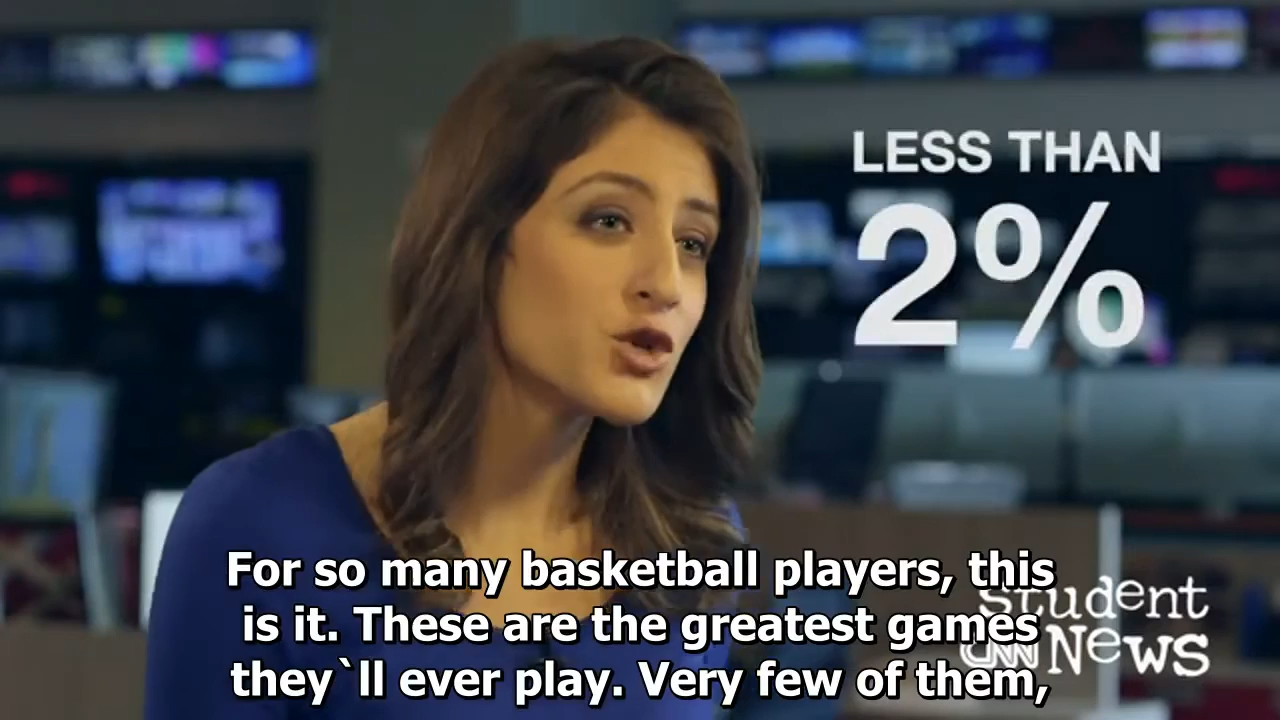 LESS THAN
2%
For so many basketball players, this
is it. These are the greatest games
they`ll ever play. Very few of them,
student
CNN News